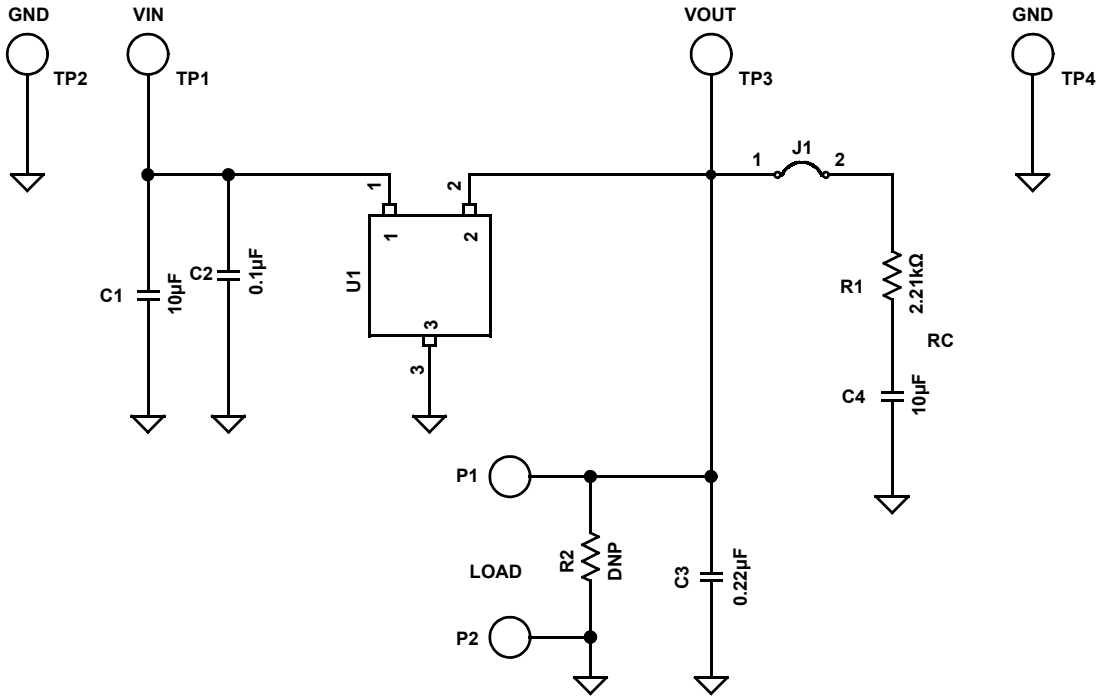 GND
VIN
VOUT
GND
TP2
TP1
TP3
TP4
J1
1
2
1
2
1
2
U1
3
3
C1
10µF
C2
0.1µF
R1
2.21kΩ
RC
C4
10µF
P1
LOAD
R2
DNP
P2
C3
0.22µF